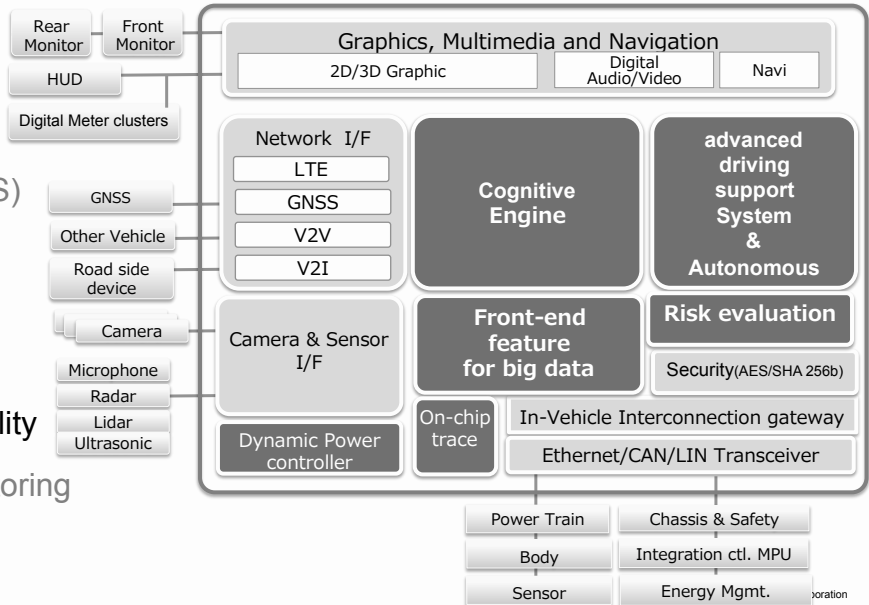 Rear
Monitor
Front
Monitor
HUD
Digital Meter clusters
Graphics, Multimedia and Navigation
2D/3D Graphic
Digital
Audio/Video
Navi
Network I/F
LTE
GNSS
V2V
V2I
Cognitive
Engine
advanced
driving
support
System
&
Autonomous
S)
GNSS
Other Vehicle
Road side
device
Camera
Microphone
Radar
Lidar
Ultrasonic
lity
oring
Camera & Sensor
I/F
Front-end
feature
for big data
Risk evaluation
Security(AES/SHA 256b)
Dynamic Power
controller
On-chip
trace
In-Vehicle Interconnection gateway
Ethernet/CAN/LIN Transceiver
Power Train
Body
Sensor
Chassis & Safety
Integration ctl. MPU
Energy Mgmt.
oration